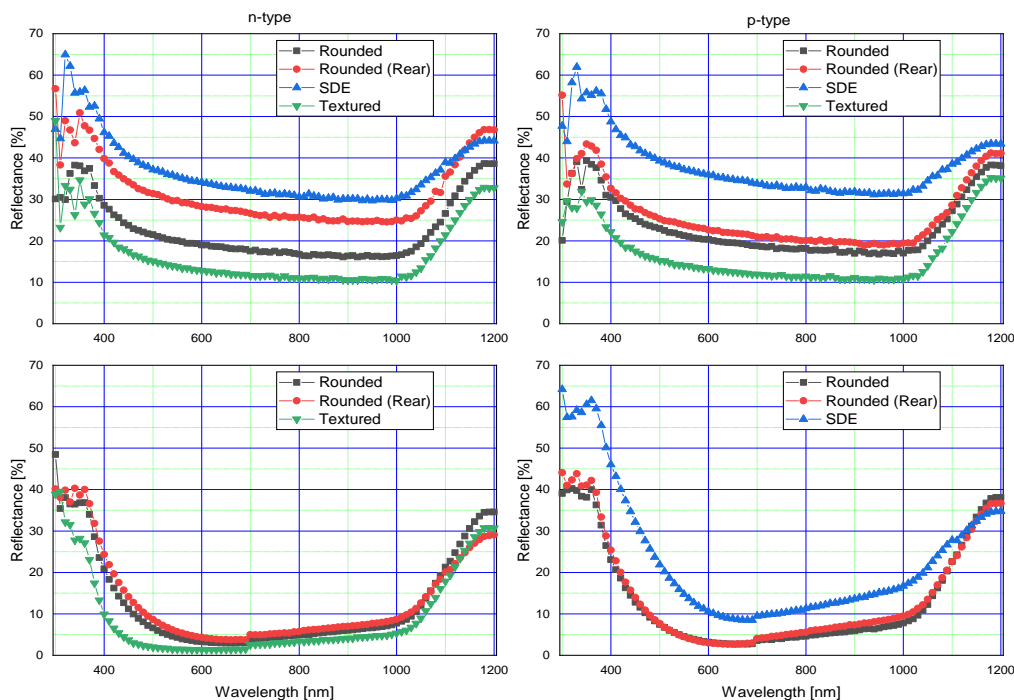 n-type
p-type
Reflectance [%]
70
60
50
40
30
20
10
0
400
600
800
1000
1200
Rounded
Rounded (Rear)
SDE
Textured
Reflectance [%]
70
60
50
40
30
20
10
0
400
600
800
1000
1200
Rounded
Rounded (Rear)
SDE
Textured
Reflectance [%]
70
60
50
40
30
20
10
0
400
600
800
1000
1200
Wavelength [nm]
Rounded
Rounded (Rear)
Textured
Reflectance [%]
70
60
50
40
30
20
10
0
400
600
800
1000
1200
Wavelength [nm]
Rounded
Rounded (Rear)
SDE